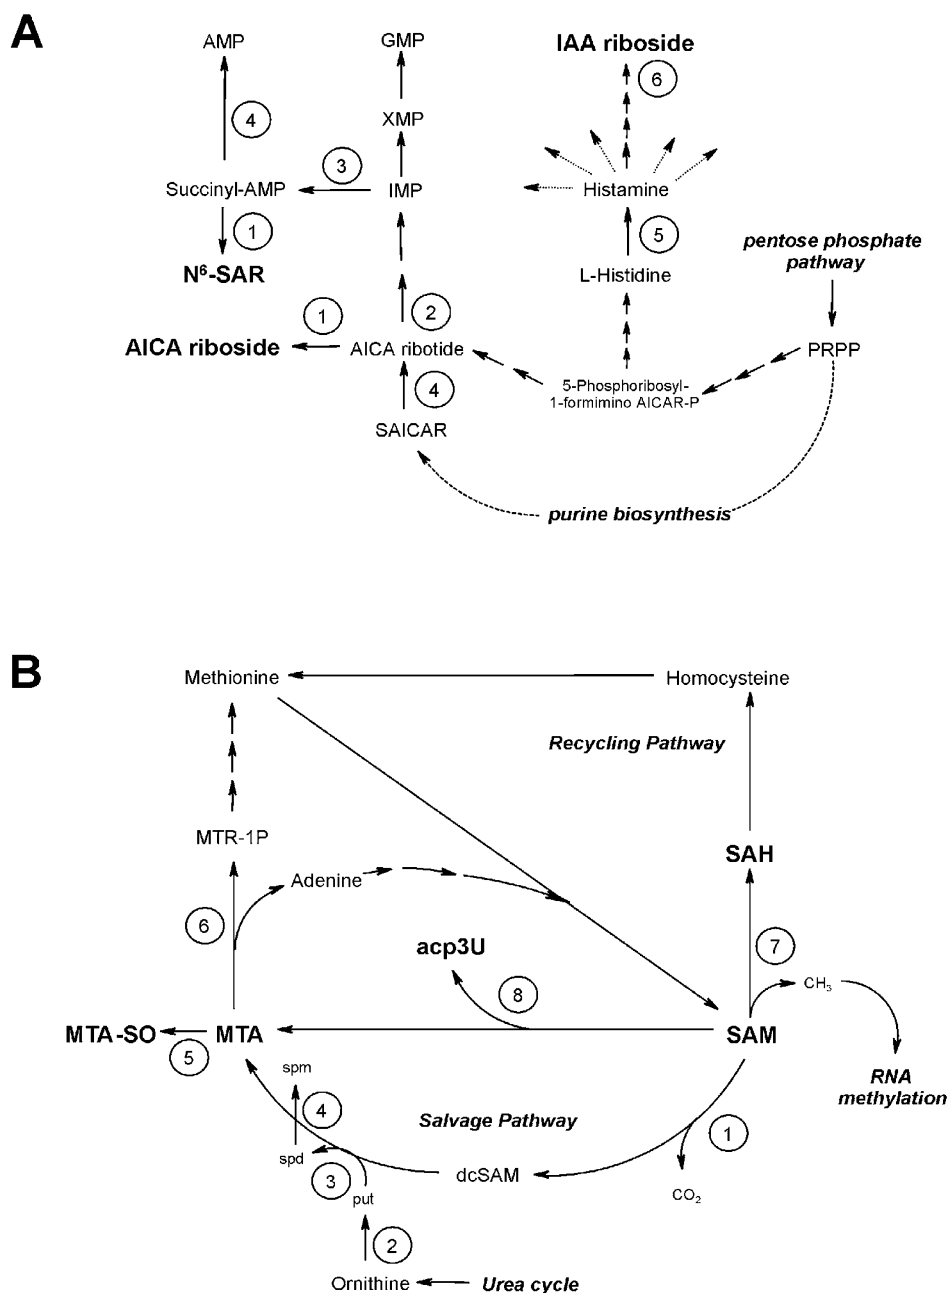 A
AMP
GMP
IAA riboside
6
4
XMP
3
Succinyl-AMP
IMP
Histamine
1
5
pentose phosphate
pathway
N⁶-SAR
L-Histidine
1
2
AICA riboside
AICA ribotide
PRPP
4
5-Phosphoribosyl-
1-formimino AICAR-P
SAICAR
purine biosynthesis
B
Methionine
Homocysteine
Recycling Pathway
MTR-1P
SAH
Adenine
6
acp3U
7
8
CH₃
MTA-SO
MTA
SAM
5
spm
RNA
methylation
4
Salvage Pathway
1
spd
3
dcSAM
put
CO₂
2
Ornithine
Urea cycle